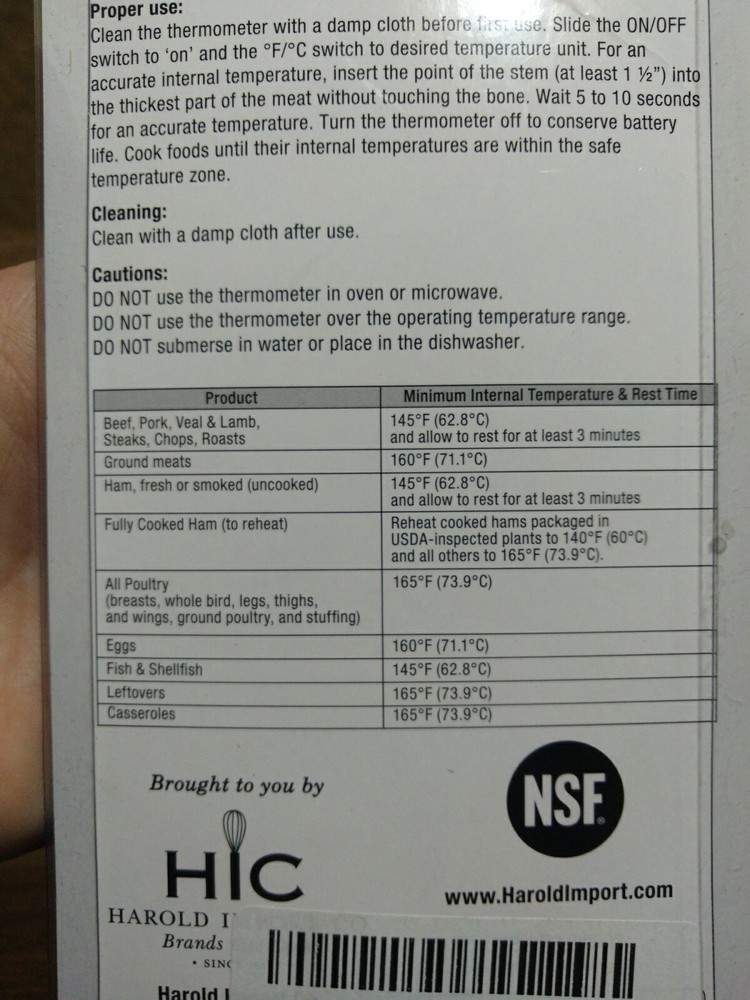 Proper use:
Clean the thermometer with a damp cloth before first use. Slide the ON/OFF
switch to ‘on’ and the °F/°C switch to desired temperature unit. For an
accurate internal temperature, insert the point of the stem (at least 1 ½”) into
the thickest part of the meat without touching the bone. Wait 5 to 10 seconds
for an accurate temperature. Turn the thermometer off to conserve battery
life. Cook foods until their internal temperatures are within the safe
temperature zone.
Cleaning:
Clean with a damp cloth after use.
Cautions:
DO NOT use the thermometer in oven or microwave.
DO NOT use the thermometer over the operating temperature range.
DO NOT submerse in water or place in the dishwasher.
Product Minimum Internal Temperature & Rest Time
Beef, Pork, Veal & Lamb, 145°F (62.8°C)
Steaks, Chops, Roasts and allow to rest for at least 3 minutes
Ground meats 160°F (71.1°C)
Ham, fresh or smoked (uncooked) 145°F (62.8°C)
and allow to rest for at least 3 minutes
Fully Cooked Ham (to reheat) Reheat cooked hams packaged in
USDA-inspected plants to 140°F (60°C)
and all others to 165°F (73.9°C).
All Poultry 165°F (73.9°C)
(breasts, whole bird, legs, thighs,
and wings, ground poultry, and stuffing)
Eggs 160°F (71.1°C)
Fish & Shellfish 145°F (62.8°C)
Leftovers 165°F (73.9°C)
Casseroles 165°F (73.9°C)
Brought to you by
NSF®
HIC
www.HaroldImport.com
HAROLD I
Brands
• SINC
Harold I